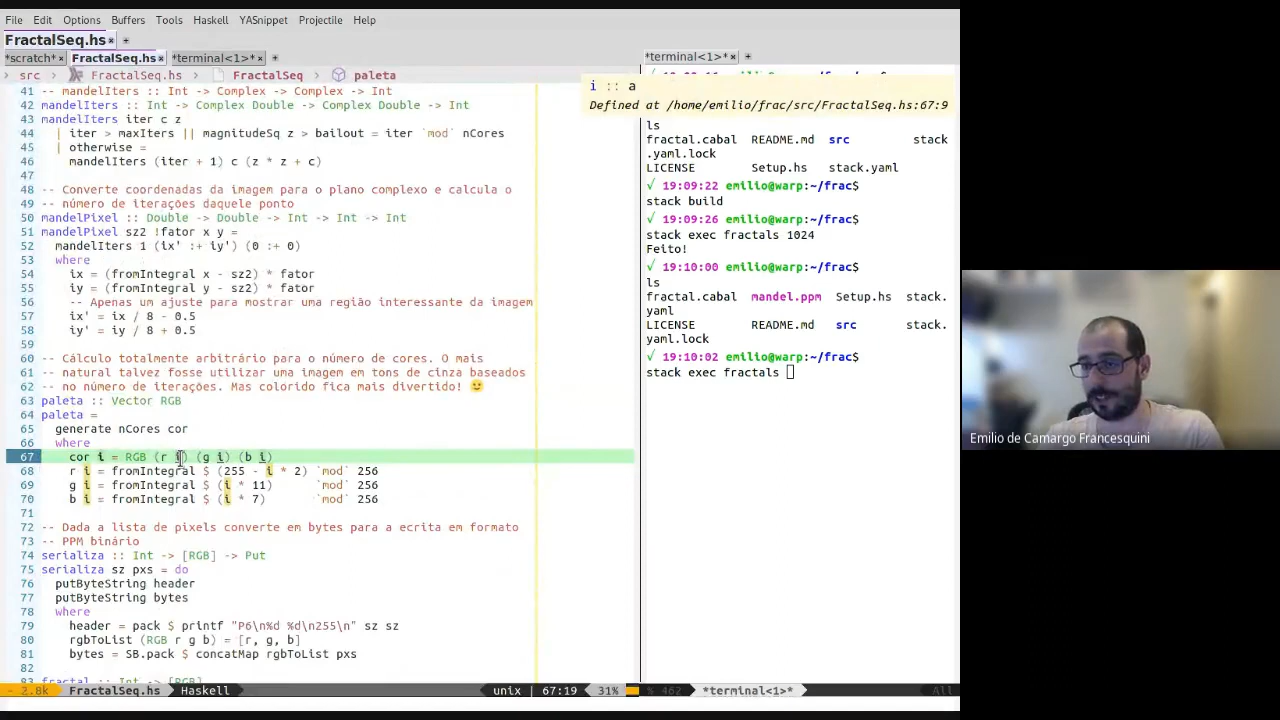 File Edit Options Buffers Tools Haskell YASnippet Projectile Help
FractalSeq.hs
*scratch* FractalSeq.hs *terminal<1>*
src FractalSeq.hs FractalSeq paleta
41 -- mandelIters :: Int -> Complex -> Complex -> Int
42 mandelIters :: Int -> Complex Double -> Complex Double -> Int
43 mandelIters iter c z
44 | iter > maxIters || magnitudeSq z > bailout = iter `mod` nCores
45 | otherwise =
46 mandelIters (iter + 1) c (z * z + c)
47
48 -- Converte coordenadas da imagem para o plano complexo e calcula o
49 -- número de iterações daquele ponto
50 mandelPixel :: Double -> Double -> Int -> Int -> Int
51 mandelPixel sz2 !fator x y =
52 mandelIters 1 (ix' :+ iy') (0 :+ 0)
53 where
54 ix = (fromIntegral x - sz2) * fator
55 iy = (fromIntegral y - sz2) * fator
56 -- Apenas um ajuste para mostrar uma região interessante da imagem
57 ix' = ix / 8 - 0.5
58 iy' = iy / 8 + 0.5
59
60 -- Cálculo totalmente arbitrário para o número de cores. O mais
61 -- natural talvez fosse utilizar uma imagem em tons de cinza baseados
62 -- no número de iterações. Mas colorido fica mais divertido! 🙂
63 paleta :: Vector RGB
64 paleta =
65 generate nCores cor
66 where
67 cor i = RGB (r i) (g i) (b i)
68 r i = fromIntegral $ (255 - i * 2) `mod` 256
69 g i = fromIntegral $ (i * 11) `mod` 256
70 b i = fromIntegral $ (i * 7) `mod` 256
71
72 -- Dada a lista de pixels converte em bytes para a ecrita em formato
73 -- PPM binário
74 serializa :: Int -> [RGB] -> Put
75 serializa sz pxs = do
76 putByteString header
77 putByteString bytes
78 where
79 header = pack $ printf "P6\n%d %d\n255\n" sz sz
80 rgbToList (RGB r g b) = [r, g, b]
81 bytes = SB.pack $ concatMap rgbToList pxs
82
83 fractal :: Int -> [RGB]
- 2.8k FractalSeq.hs Haskell unix | 67:19 31%
*terminal<1>*
i :: a
Defined at /home/emilio/frac/src/FractalSeq.hs:67:9
ls
fractal.cabal README.md src stack
.yaml.lock
LICENSE Setup.hs stack.yaml
√ 19:09:22 emilio@warp:~/frac$
stack build
√ 19:09:26 emilio@warp:~/frac$
stack exec fractals 1024
Feito!
√ 19:10:00 emilio@warp:~/frac$
ls
fractal.cabal mandel.ppm Setup.hs stack.
yaml
LICENSE README.md src stack.
yaml.lock
√ 19:10:02 emilio@warp:~/frac$
stack exec fractals
% 462 *terminal<1>* All
Emilio de Camargo Francesquini